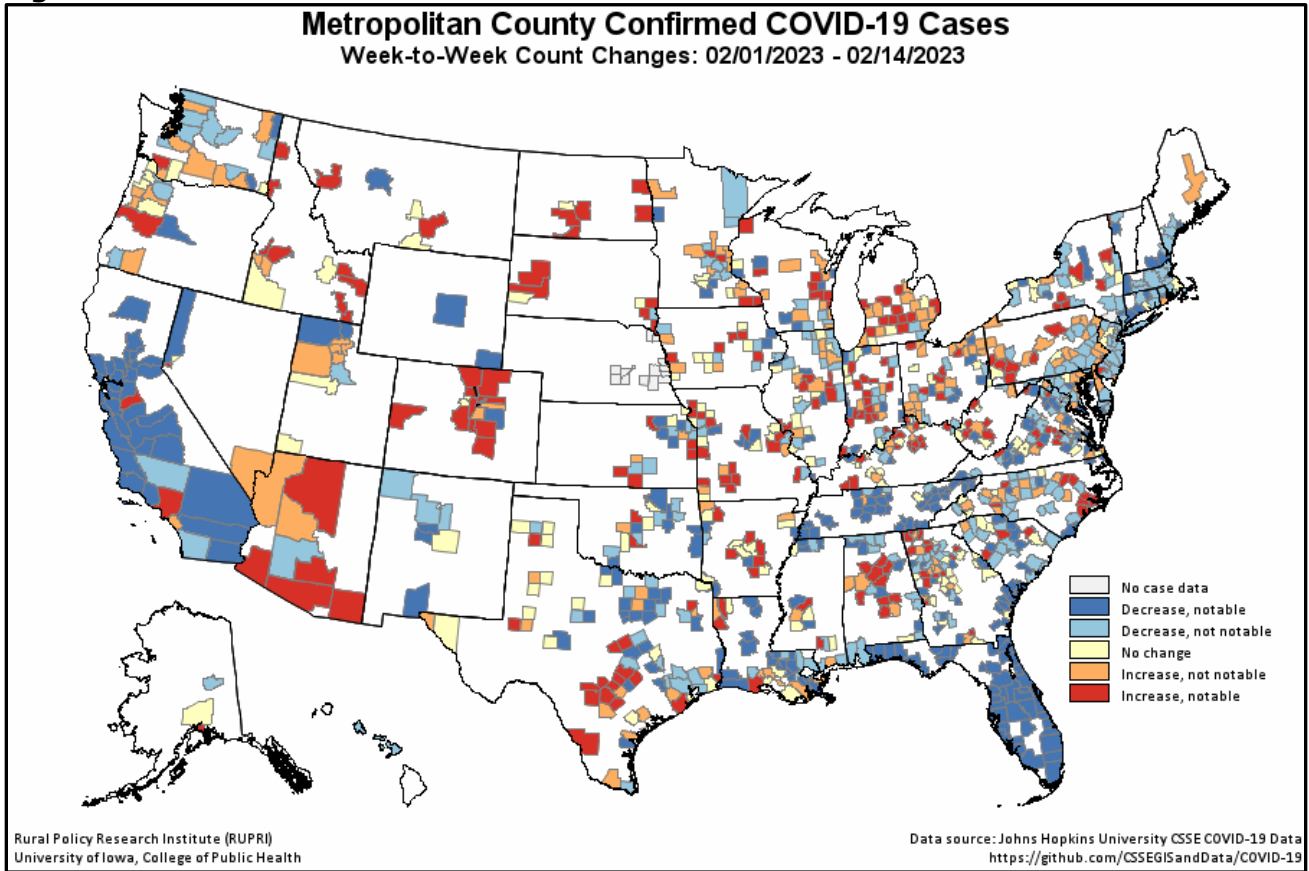 Metropolitan County Confirmed COVID-19 Cases
Week-to-Week Count Changes: 02/01/2023 - 02/14/2023
No case data
Decrease, notable
Decrease, not notable
No change
Increase, not notable
Increase, notable
Rural Policy Research Institute (RUPRI)
University of Iowa, College of Public Health
Data source: Johns Hopkins University CSSE COVID-19 Data
https://github.com/CSSEGISandData/COVID-19